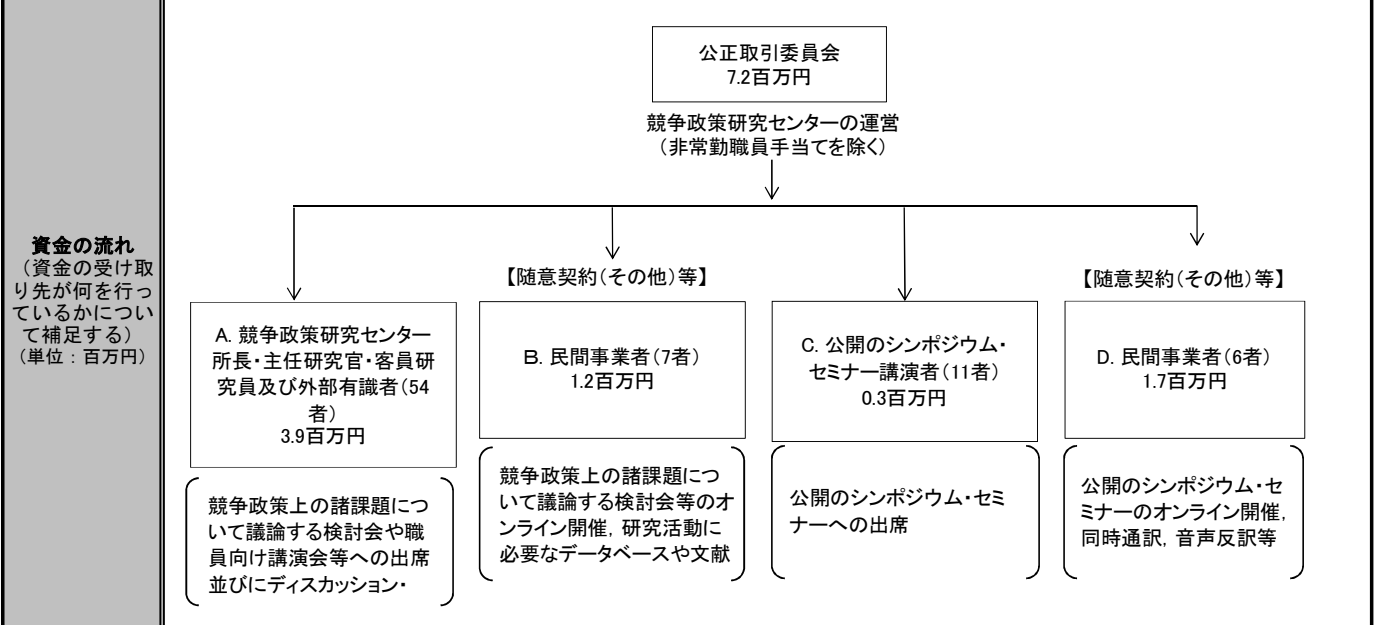 資金の流れ
（資金の受け取
り先が何を行っ
ているかについ
て補足する）
（単位：百万円）
公正取引委員会
7.2百万円
競争政策研究センターの運営
（非常勤職員手当てを除く）
A. 競争政策研究センター
所長・主任研究官・客員研
究員及び外部有識者（54
者）
3.9百万円
競争政策上の諸課題につ
いて議論する検討会や職
員向け講演会等への出席
並びにディスカッション・
【随意契約（その他）等】
B. 民間事業者（7者）
1.2百万円
競争政策上の諸課題につ
いて議論する検討会等のオ
ンライン開催，研究活動に
必要なデータベースや文献
C. 公開のシンポジウム・
セミナー講演者（11者）
0.3百万円
公開のシンポジウム・セミ
ナーへの出席
【随意契約（その他）等】
D. 民間事業者（6者）
1.7百万円
公開のシンポジウム・セ
ミナーのオンライン開催，
同時通訳，音声反訳等